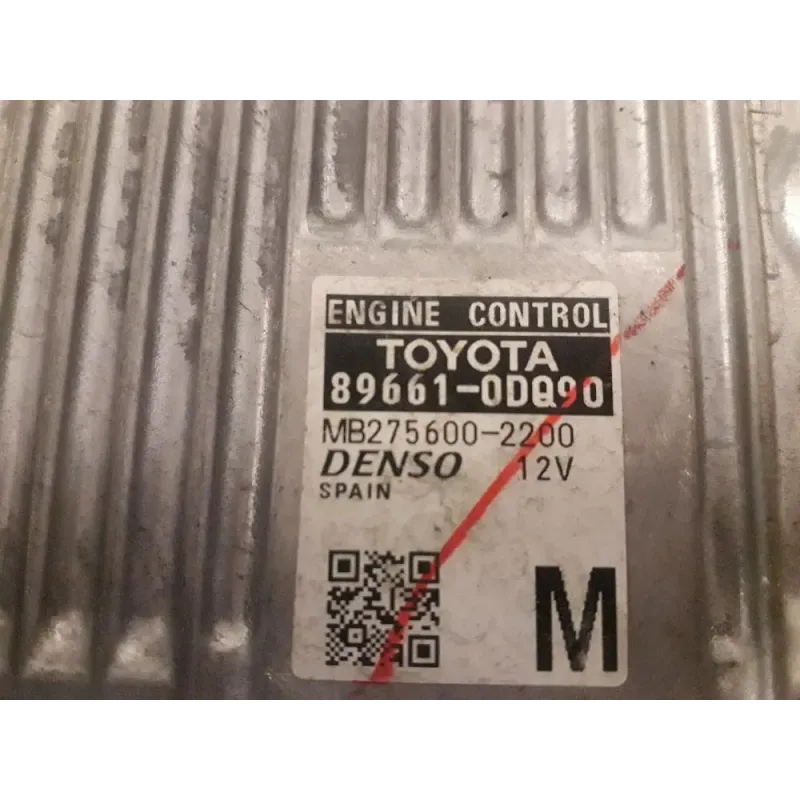 ENGINE CONTROL
TOYOTA
89661-0DQ90
MB275600-2200
DENSO 12V
SPAIN
M